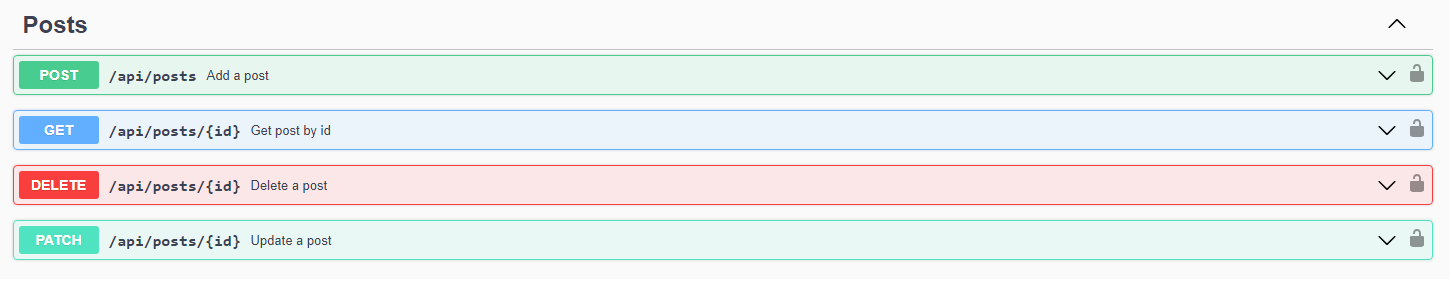 Posts
POST /api/posts Add a post
GET /api/posts/{id} Get post by id
DELETE /api/posts/{id} Delete a post
PATCH /api/posts/{id} Update a post